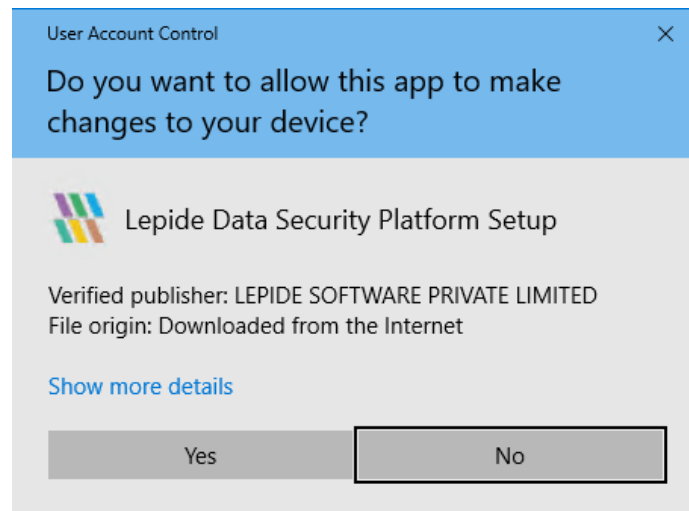 User Account Control
Do you want to allow this app to make
changes to your device?
Lepide Data Security Platform Setup
Verified publisher: LEPIDE SOFTWARE PRIVATE LIMITED
File origin: Downloaded from the Internet
Show more details
Yes
No